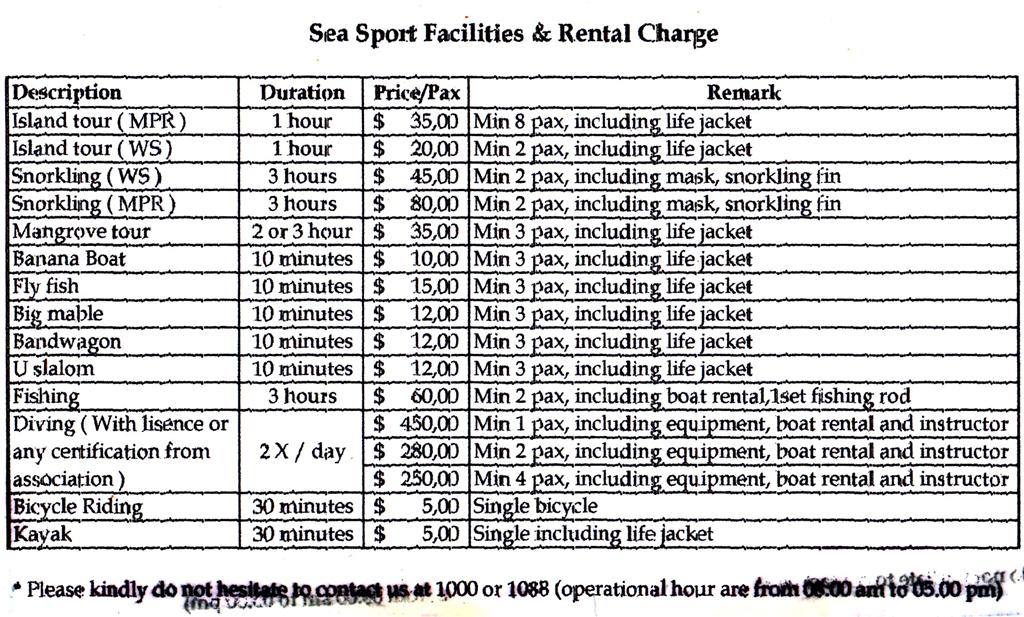 Sea Sport Facilities & Rental Charge
Description Duration Price/Pax Remark
Island tour ( MPR ) 1 hour $ 35,00 Min 8 pax, including life jacket
Island tour ( WS ) 1 hour $ 20,00 Min 2 pax, including life jacket
Snorkling ( WS ) 3 hours $ 45,00 Min 2 pax, including mask, snorkling fin
Snorkling ( MPR ) 3 hours $ 80,00 Min 2 pax, including mask, snorkling fin
Mangrove tour 2 or 3 hour $ 35,00 Min 3 pax, including life jacket
Banana Boat 10 minutes $ 10,00 Min 3 pax, including life jacket
Fly fish 10 minutes $ 15,00 Min 3 pax, including life jacket
Big mable 10 minutes $ 12,00 Min 3 pax, including life jacket
Bandwagon 10 minutes $ 12,00 Min 3 pax, including life jacket
U slalom 10 minutes $ 12,00 Min 3 pax, including life jacket
Fishing 3 hours $ 60,00 Min 2 pax, including boat rental,1set fishing rod
Diving ( With lisence or $ 450,00 Min 1 pax, including equipment, boat rental and instructor
any certification from 2 X / day $ 280,00 Min 2 pax, including equipment, boat rental and instructor
association ) $ 250,00 Min 4 pax, including equipment, boat rental and instructor
Bicycle Riding 30 minutes $ 5,00 Single bicycle
Kayak 30 minutes $ 5,00 Single including life jacket
* Please kindly do not hesitate to contact us at 1000 or 1088 (operational hour are from 08.00 am to 05.00 pm)